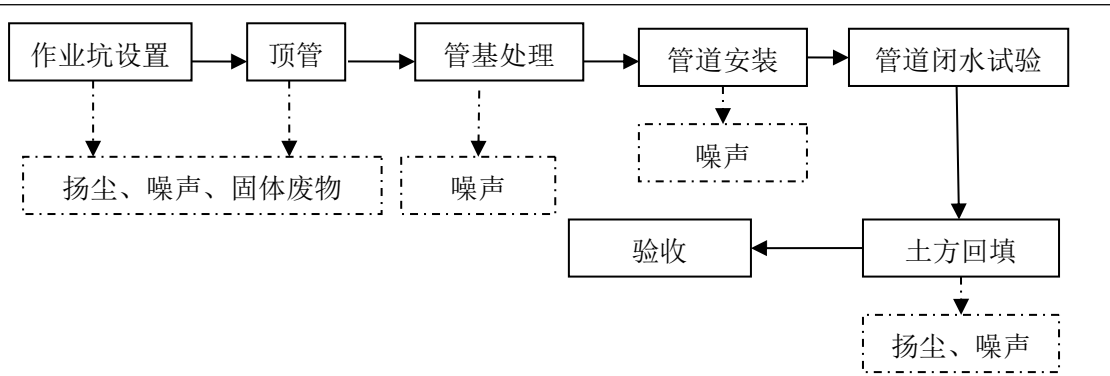 作业坑设置
顶管
管基处理
管道安装
管道闭水试验
扬尘、噪声、固体废物
噪声
噪声
验收
土方回填
扬尘、噪声